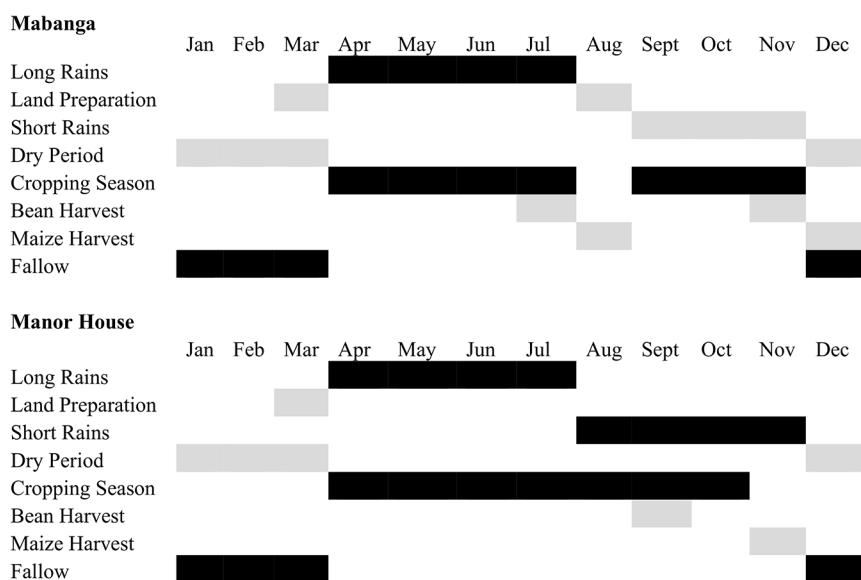 Mabanga
Jan Feb Mar Apr May Jun Jul Aug Sept Oct Nov Dec
Long Rains
Land Preparation
Short Rains
Dry Period
Cropping Season
Bean Harvest
Maize Harvest
Fallow
Manor House
Jan Feb Mar Apr May Jun Jul Aug Sept Oct Nov Dec
Long Rains
Land Preparation
Short Rains
Dry Period
Cropping Season
Bean Harvest
Maize Harvest
Fallow